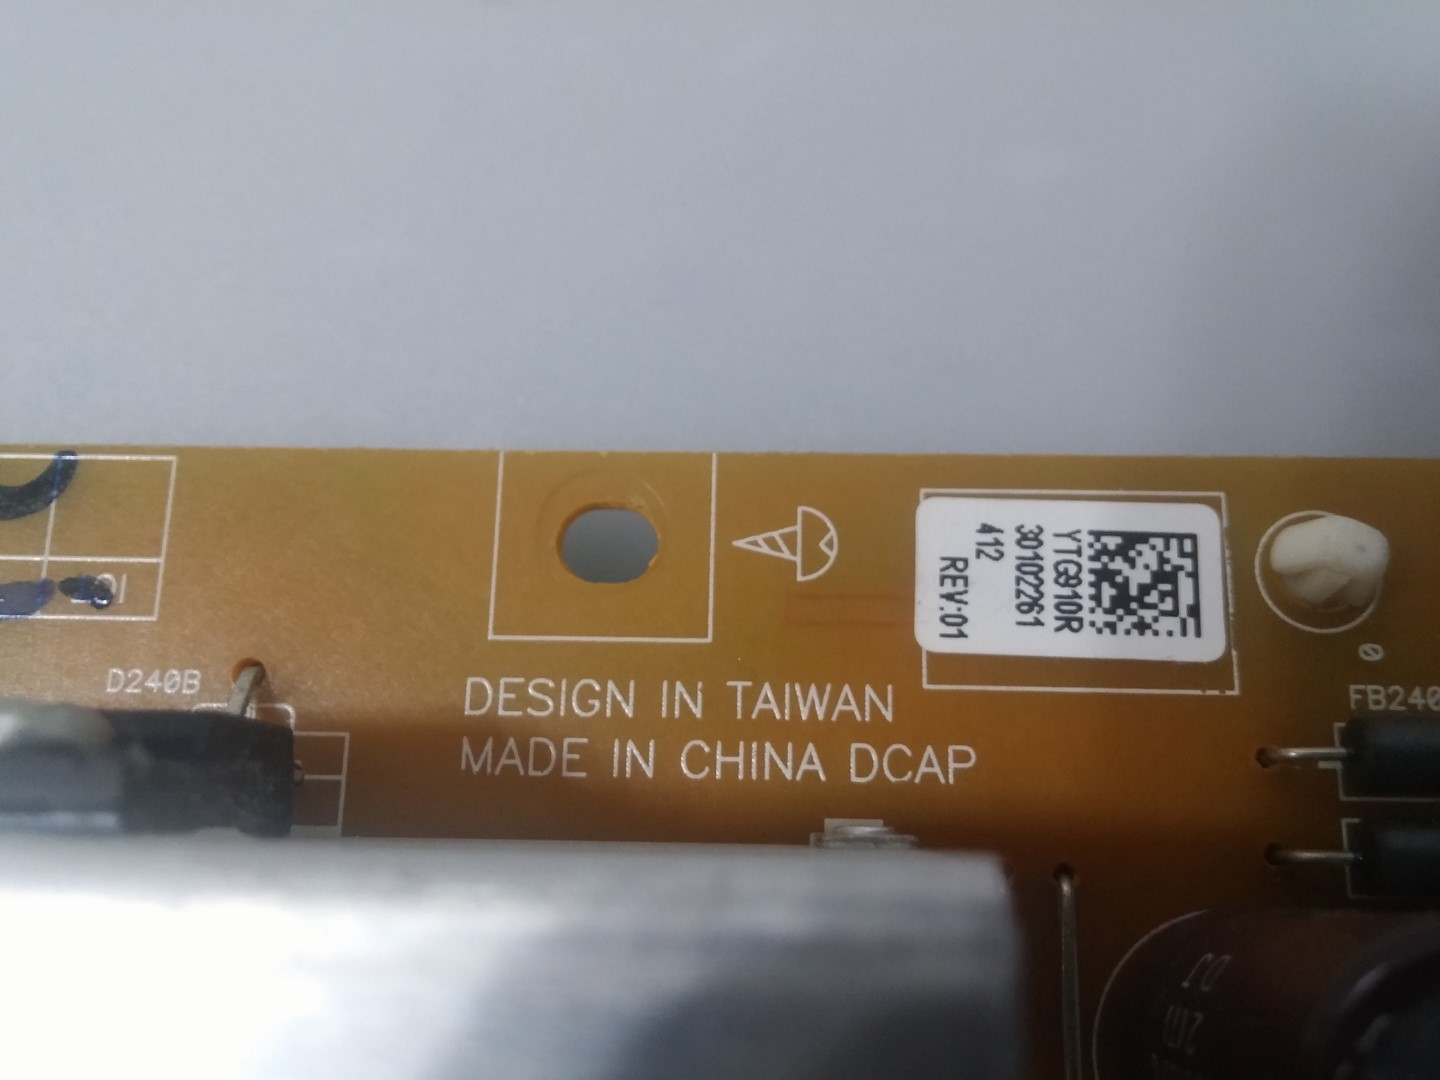 D240B
DESIGN IN TAIWAN
MADE IN CHINA DCAP
YTG910R
30102261
412
REV:01
FB240